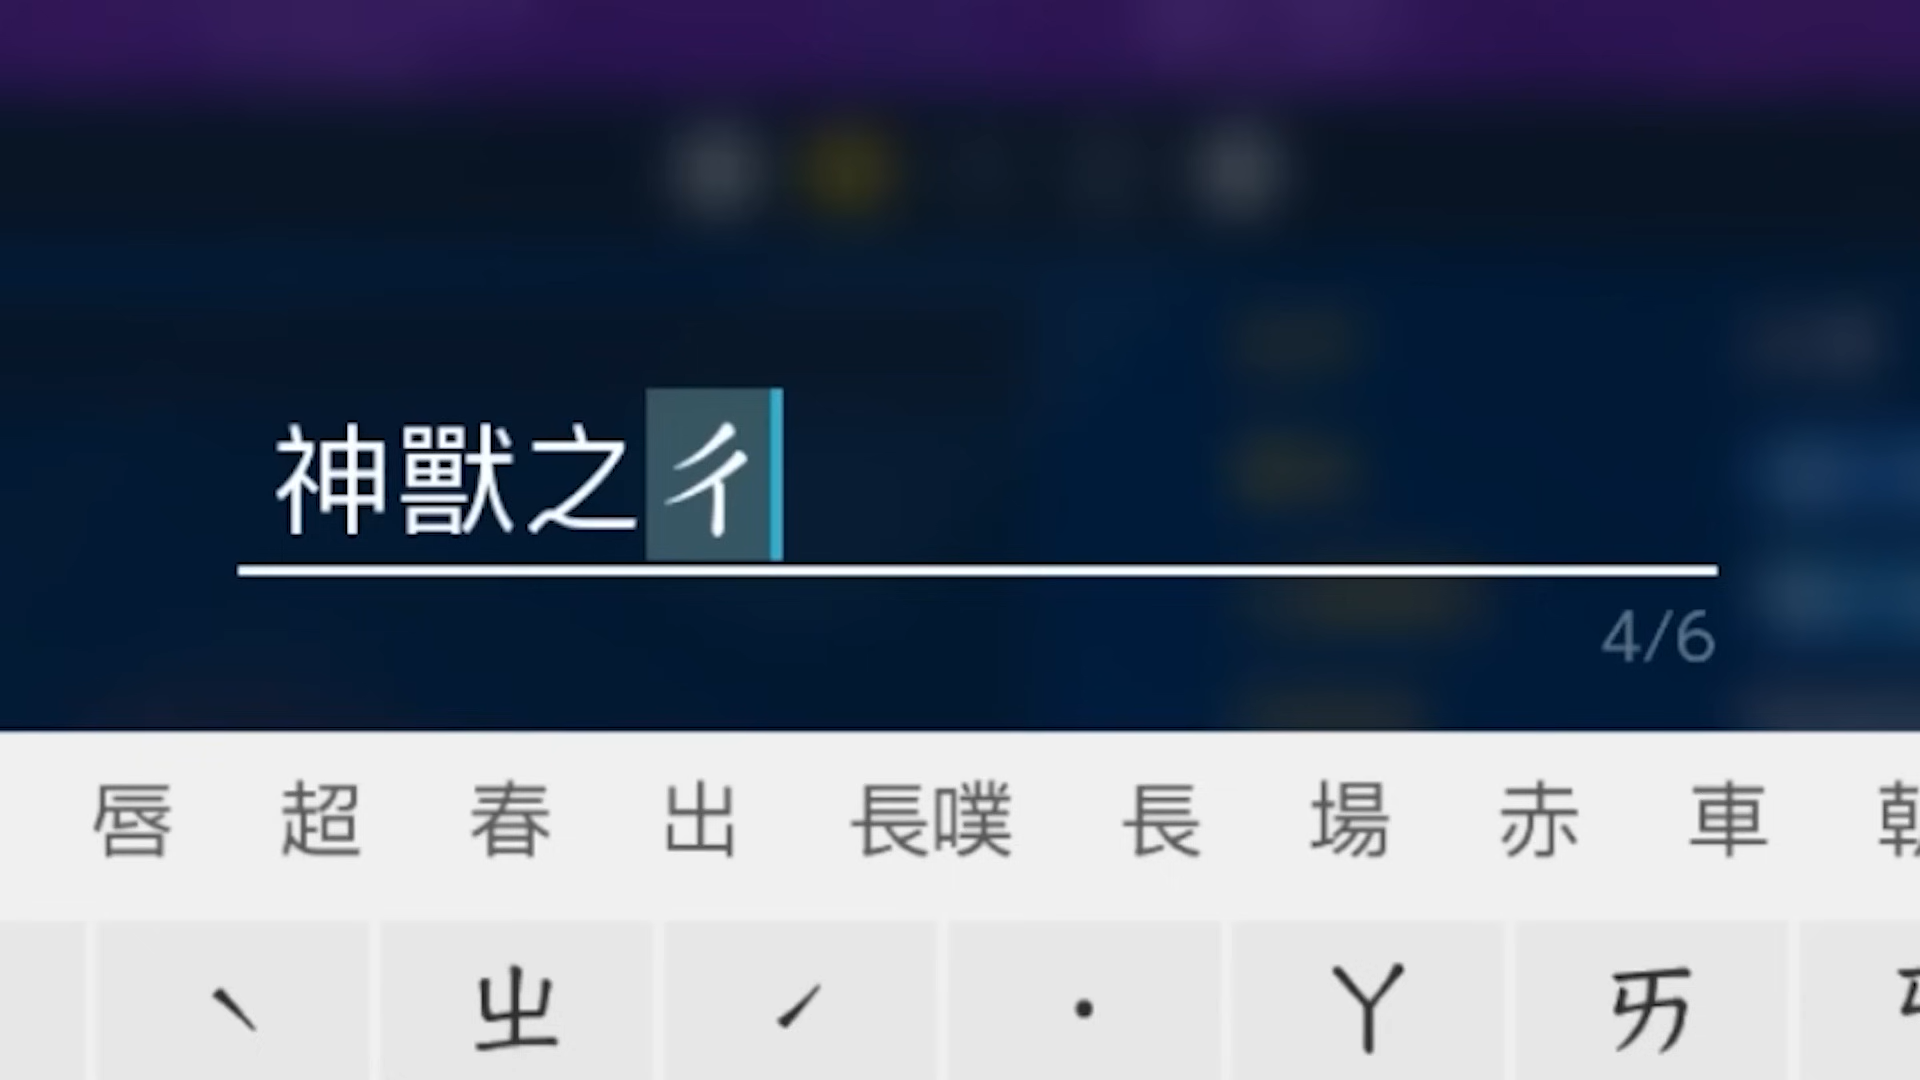 神獸之ㄔ
4/6
唇 超 春 出 長噗 長 場 赤 車
ˋ ㄓ ˊ ˙ ㄚ ㄞ